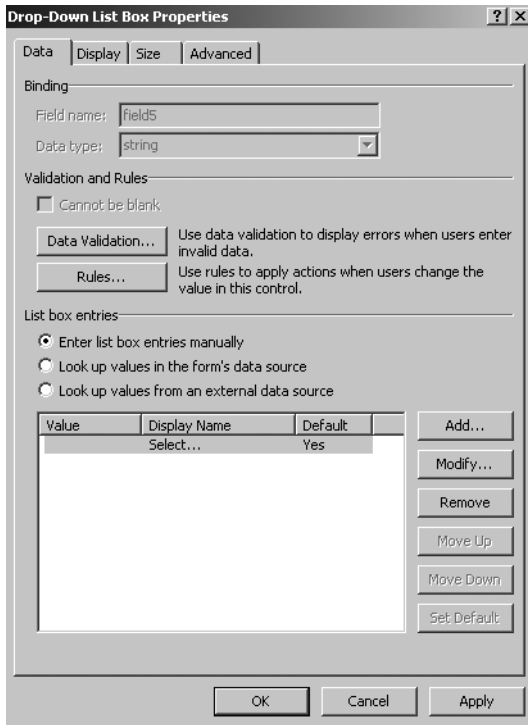 Drop-Down List Box Properties
Data Display Size Advanced
Binding
Field name: field5
Data type: string
Validation and Rules
Cannot be blank
Data Validation... Use data validation to display errors when users enter
invalid data.
Rules... Use rules to apply actions when users change the
value in this control.
List box entries
Enter list box entries manually
Look up values in the form's data source
Look up values from an external data source
Value Display Name Default
Select... Yes
Add...
Modify...
Remove
Move Up
Move Down
Set Default
OK Cancel Apply